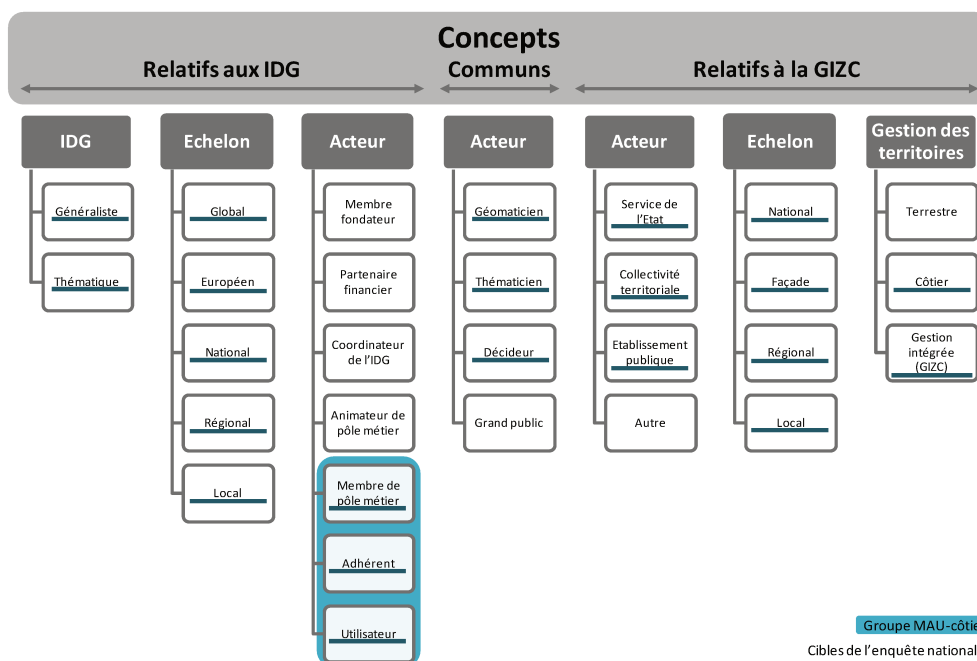 Concepts
Relatifs aux IDG
Communs
Relatifs à la GIZC
IDG
Généraliste
Thématique
Echelon
Global
Européen
National
Régional
Local
Acteur
Membre
fondateur
Partenaire
financier
Coordinateur
de l'IDG
Animateur de
pôle métier
Membre de
pôle métier
Adhérent
Utilisateur
Acteur
Géomaticien
Thématicien
Décideur
Grand public
Acteur
Service de
l'Etat
Collectivité
territoriale
Etablissement
publique
Autre
Echelon
National
Façade
Régional
Local
Gestion des
territoires
Terrestre
Côtier
Gestion
intégrée
(GIZC)
Groupe MAU-côtie
Cibles de l'enquête national